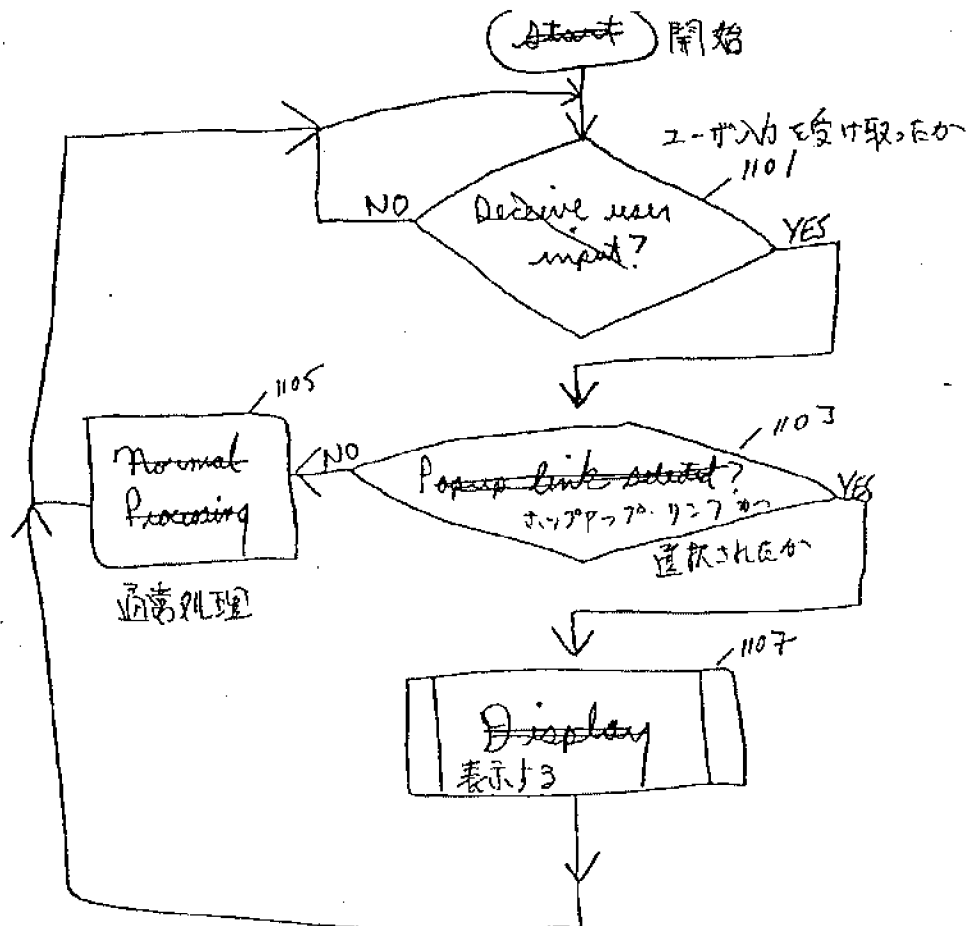 Start 開始
ユーザ入力を受け取ったか
1101
NO
Receive user
input?
YES
1105
1103
Normal
Processing
NO
Popup link selected?
YES
ポップアップ・リンクが
選択されたか
通常処理
1107
Display
表示する